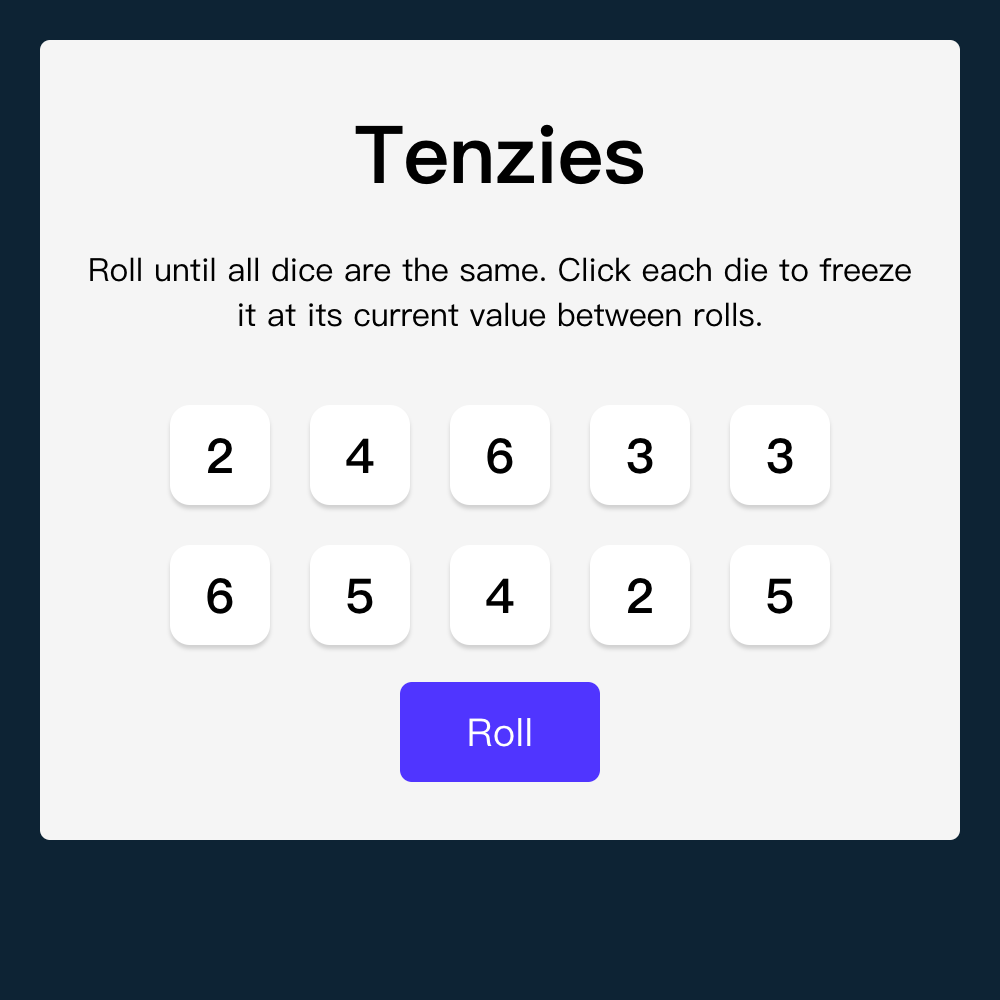 Tenzies
Roll until all dice are the same. Click each die to freeze
it at its current value between rolls.
2 4 6 3 3
6 5 4 2 5
Roll